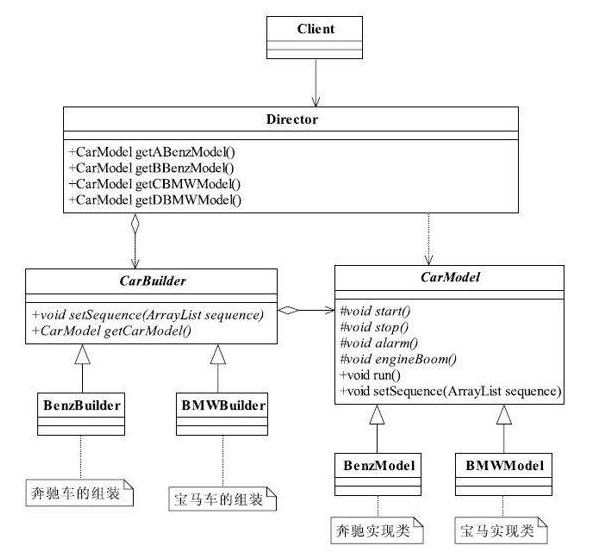 Client
Director
+CarModel getABenzModel()
+CarModel getBBenzModel()
+CarModel getCBMWModel()
+CarModel getDBMWModel()
CarBuilder
+void setSequence(ArrayList sequence)
+CarModel getCarModel()
CarModel
#void start()
#void stop()
#void alarm()
#void engineBoom()
+void run()
+void setSequence(ArrayList sequence)
BenzBuilder
BMWBuilder
BenzModel
BMWModel
奔驰车的组装
宝马车的组装
奔驰实现类
宝马实现类